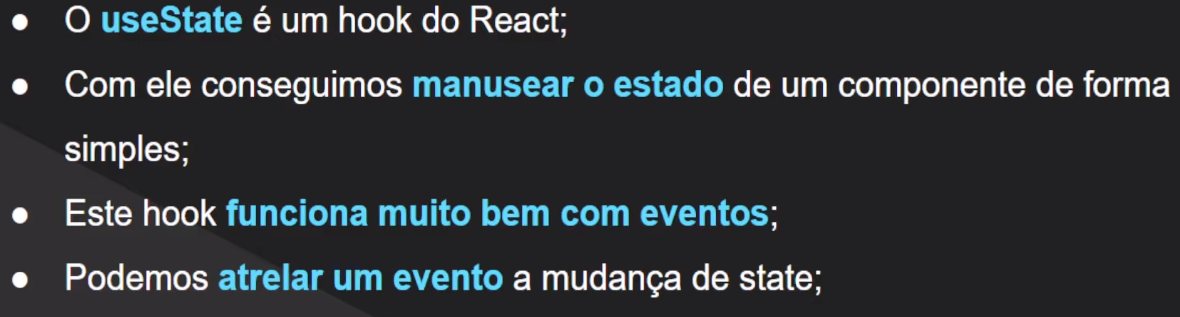 ● O useState é um hook do React;
● Com ele conseguimos manusear o estado de um componente de forma
simples;
● Este hook funciona muito bem com eventos;
● Podemos atrelar um evento a mudança de state;